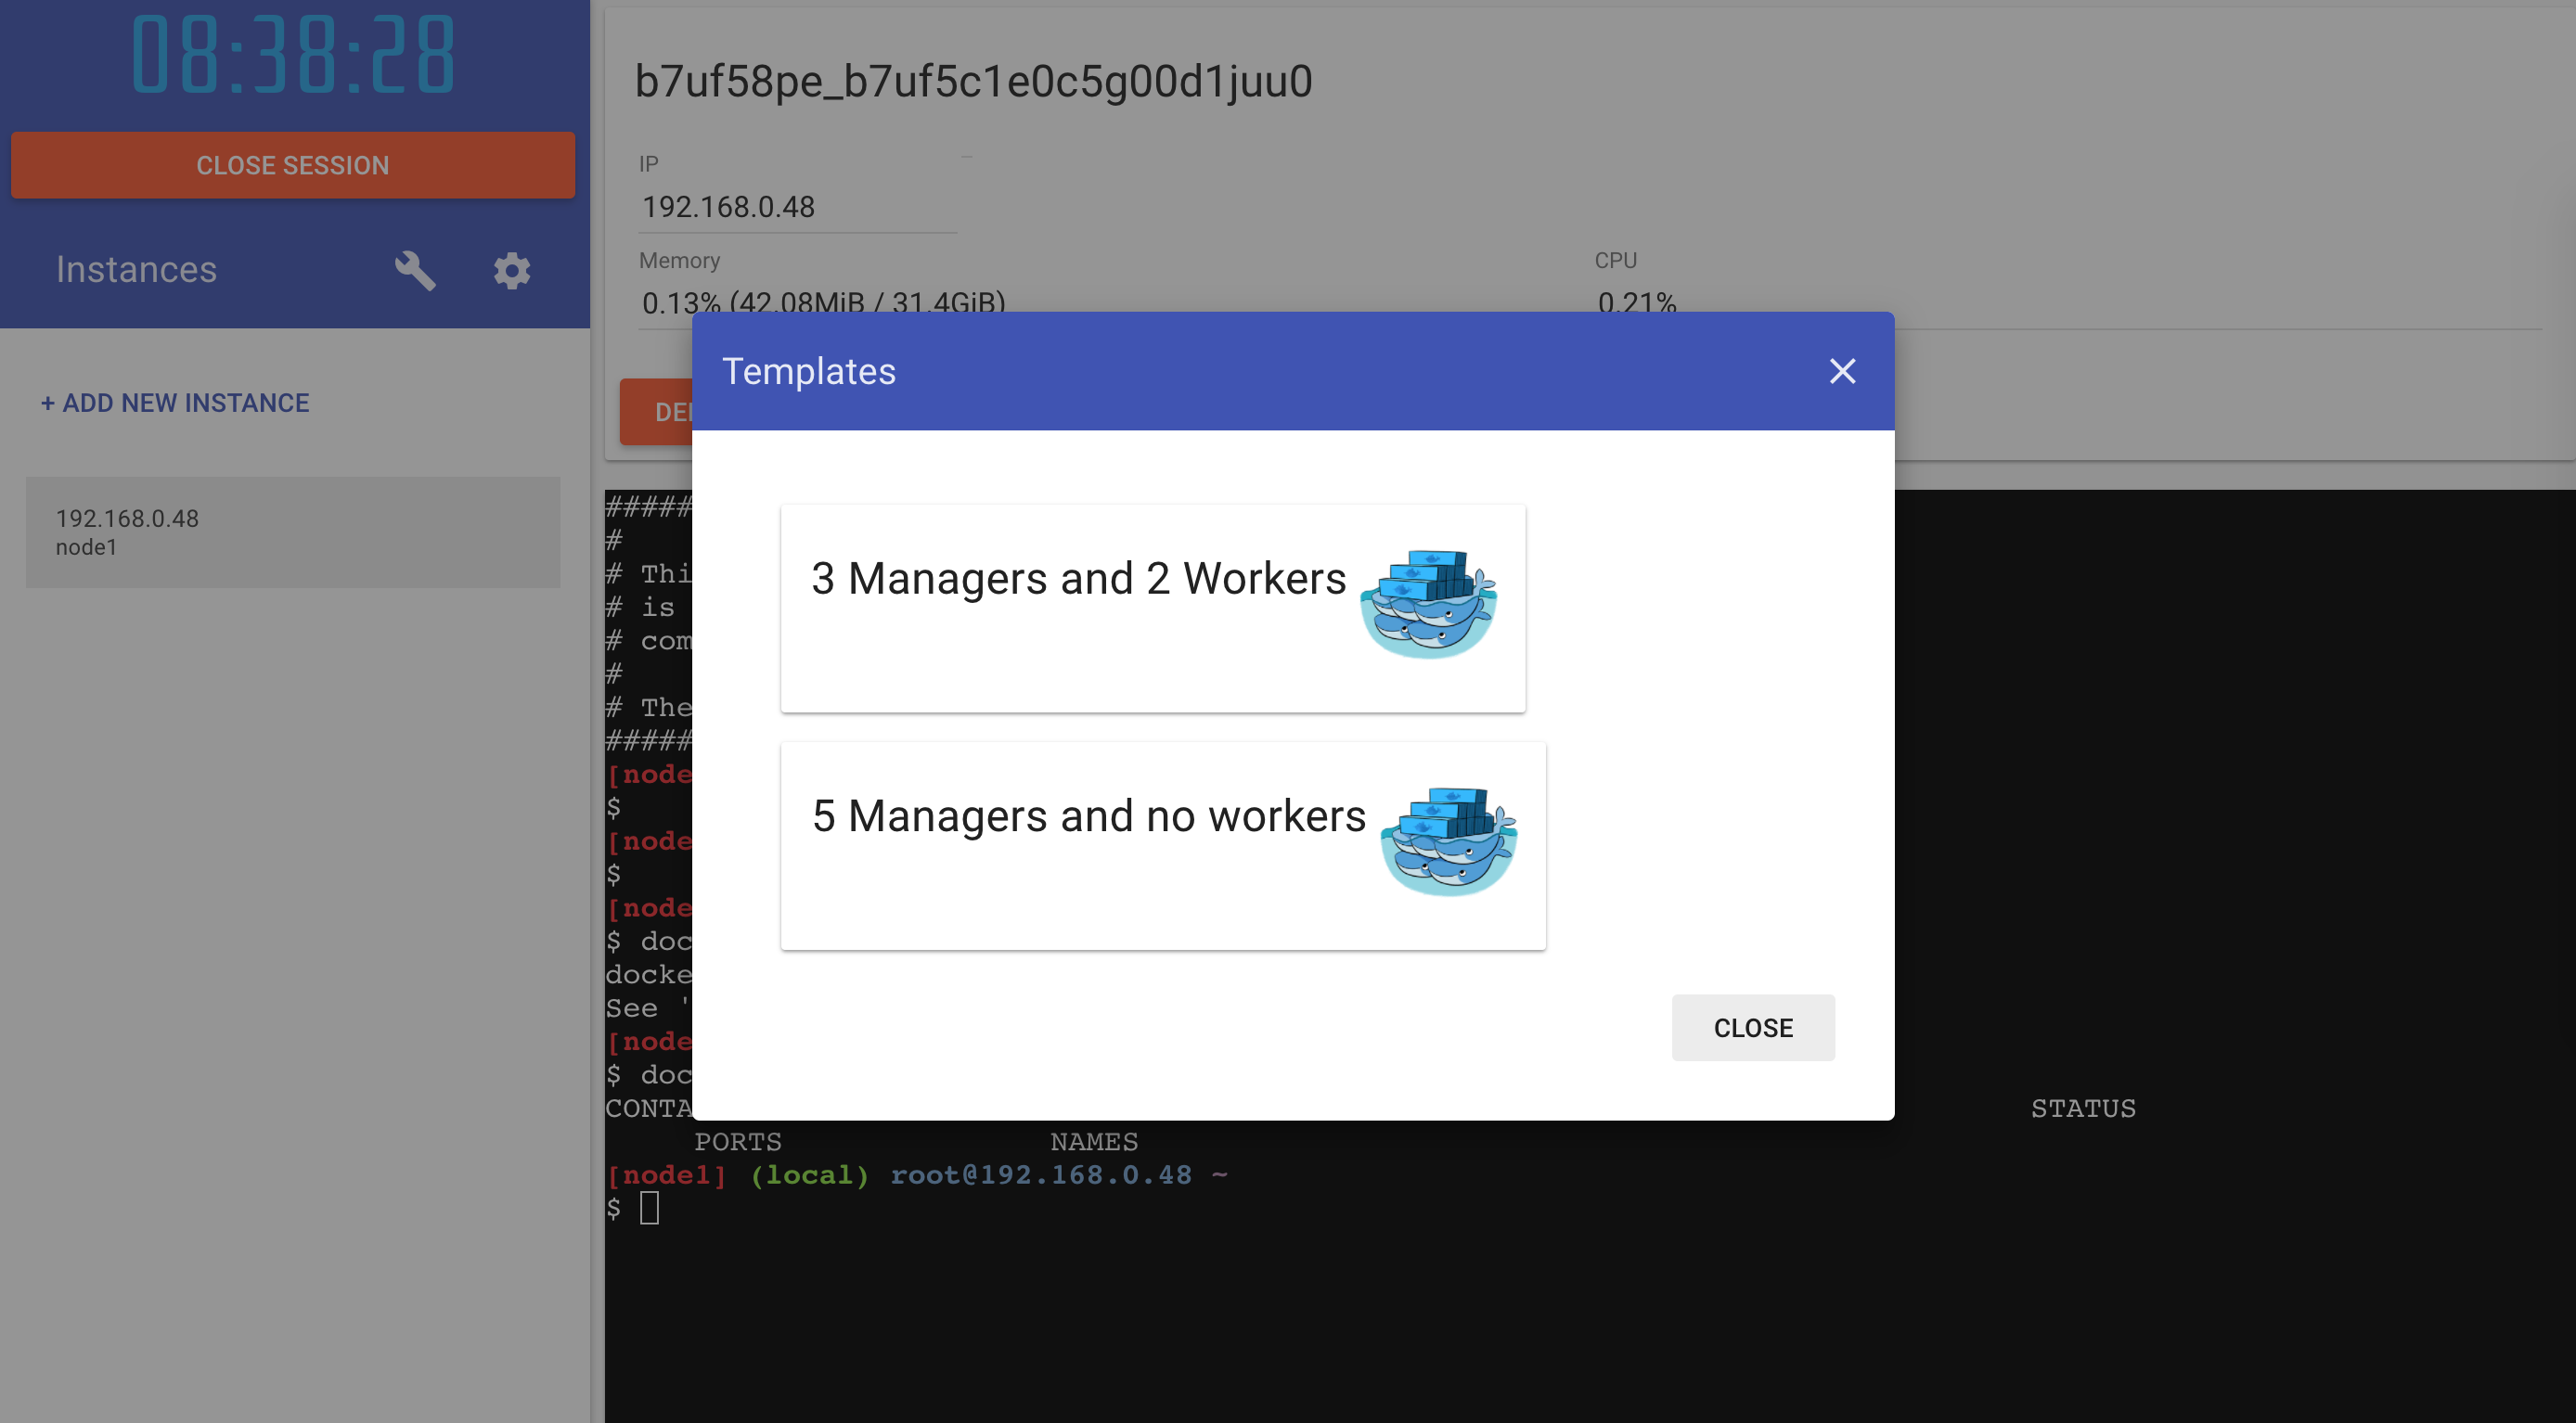 08:38:28
CLOSE SESSION
Instances
+ ADD NEW INSTANCE
192.168.0.48
node1
b7uf58pe_b7uf5c1e0c5g00d1juu0
IP
192.168.0.48
Memory
CPU
0.13% (42.08MiB / 31.4GiB)
0.21%
Templates
3 Managers and 2 Workers
5 Managers and no workers
CLOSE
#####
#
# Thi
# is
# com
#
# The
#####
[node
$
[node
$
[node
$ doc
docke
See '
[node
$ doc
CONTA STATUS
PORTS NAMES
[node1] (local) root@192.168.0.48 ~
$